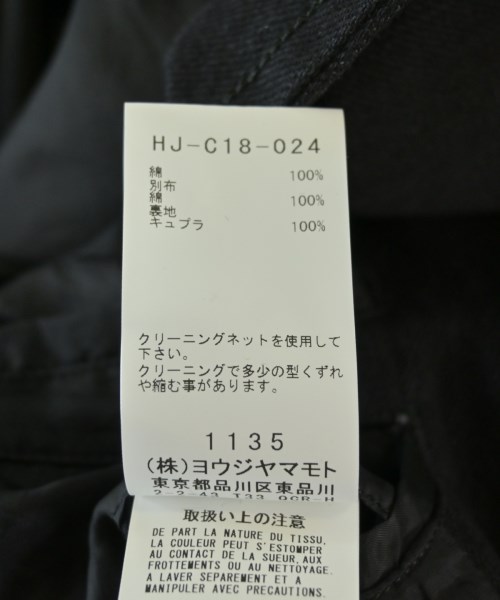 HJ-C18-024
綿 100%
別布
綿 100%
裏地
キュプラ 100%
クリーニングネットを使用して
下さい。
クリーニングで多少の型くずれ
や縮む事があります。
1135
(株)ヨウジヤマモト
東京都品川区東品川
2-2-43 T33 OCR-H
取扱い上の注意
DE PART LA NATURE DU TISSU,
LA COULEUR PEUT S'ESTOMPER
AU CONTACT DE LA SUEUR,AUX
FROTTEMENTS OU AU NETTOYAGE.
A LAVER SEPAREMENT ET A
MANIPULER AVEC PRECAUTIONS.